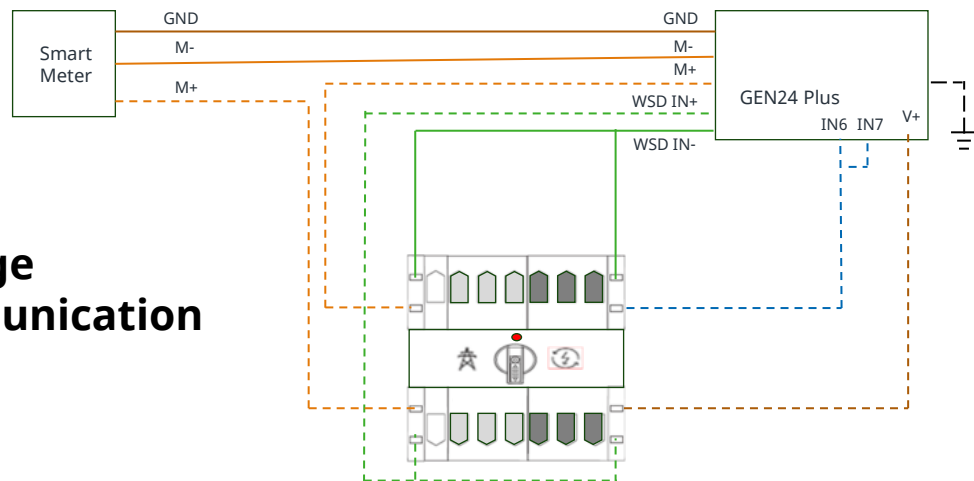 GND
GND
M-
M-
Smart
Meter
M+
M+
WSD IN+
GEN24 Plus
IN6 IN7
V+
WSD IN-
ge
unication